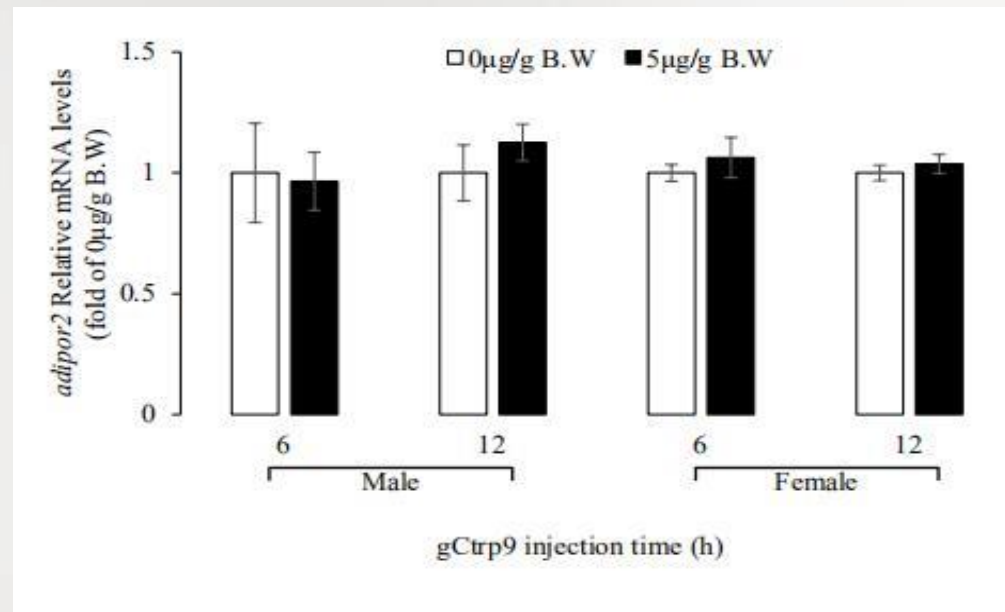 1.5
□0μg/g B.W ■5μg/g B.W
adipor2 Relative mRNA levels
(fold of 0μg/g B.W)
1
0.5
0
6 12 6 12
Male Female
gCtrp9 injection time (h)